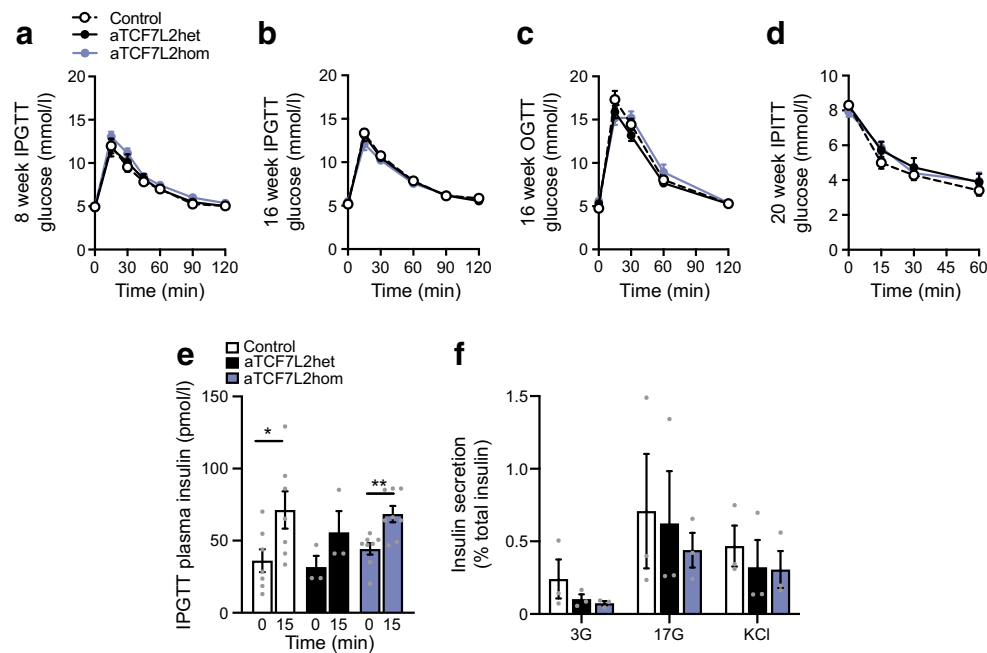 Control
aTCF7L2het
aTCF7L2hom
a
8 week IPGTT
glucose (mmol/l)
20
15
10
5
0
0 30 60 90 120
Time (min)
b
16 week IPGTT
glucose (mmol/l)
20
15
10
5
0
0 30 60 90 120
Time (min)
c
16 week OGTT
glucose (mmol/l)
20
15
10
5
0
0 30 60 90 120
Time (min)
d
20 week IPITT
glucose (mmol/l)
10
8
6
4
2
0
0 15 30 45 60
Time (min)
e
Control
aTCF7L2het
aTCF7L2hom
IPGTT plasma insulin (pmol/l)
150
100
50
0
*
**
0 15 0 15 0 15
Time (min)
f
Insulin secretion
(% total insulin)
1.5
1.0
0.5
0
3G 17G KCl